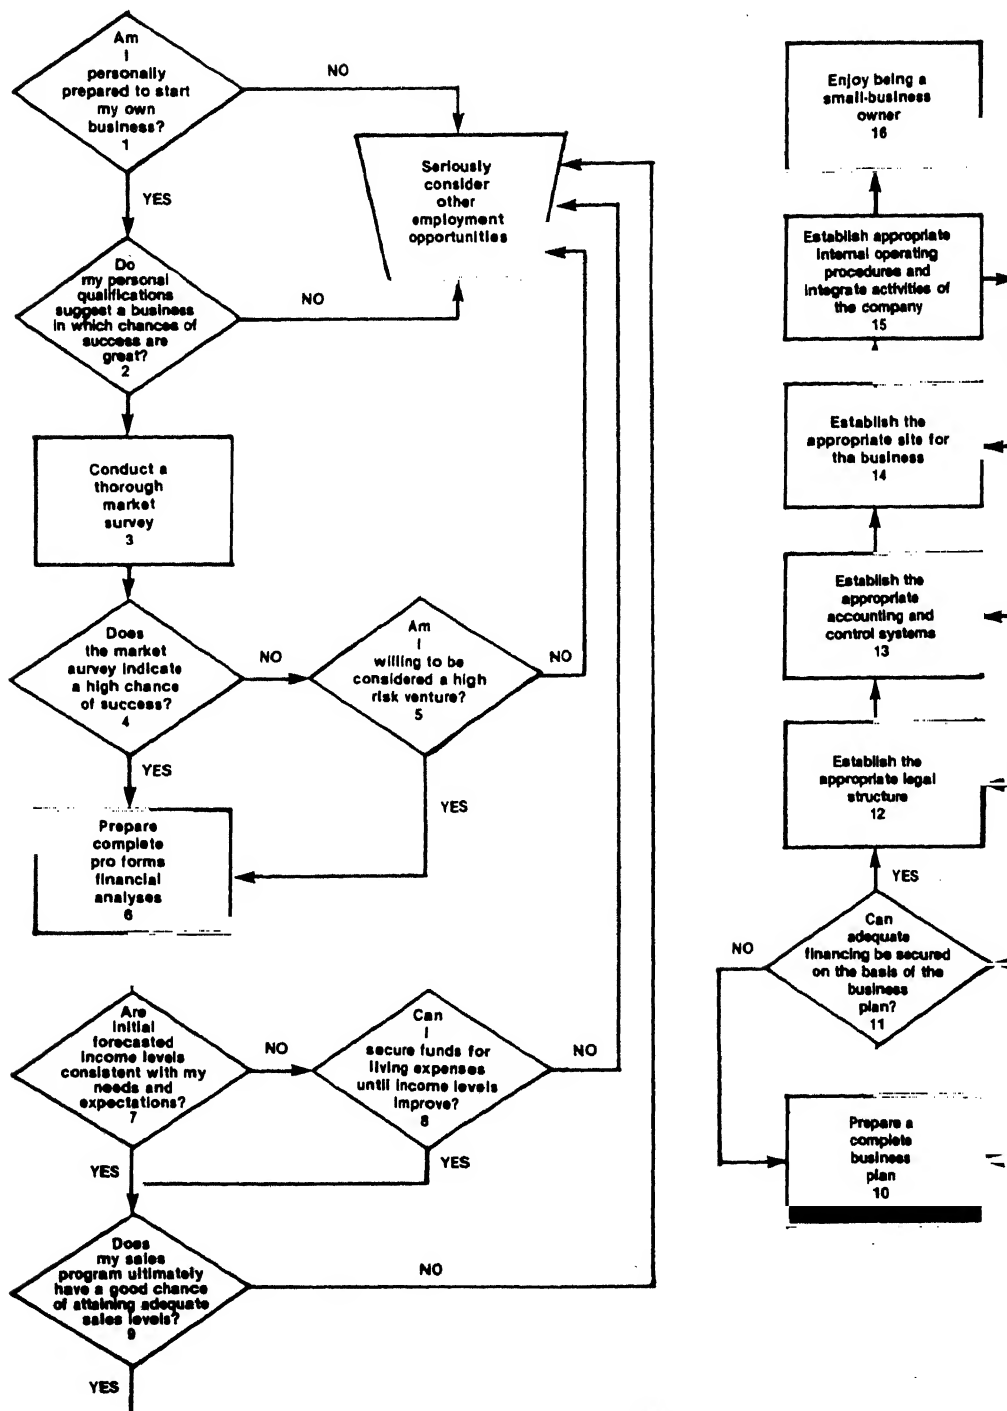 Am
I
personally
prepared to start
my own
business?
1
NO
YES
Seriously
consider
other
employment
opportunities
Do
my personal
qualifications
suggest a business
in which chances of
success are
great?
2
NO
Conduct a
thorough
market
survey
3
Does
the market
survey indicate
a high chance
of success?
4
NO
YES
Am
I
willing to be
considered a high
risk venture?
5
NO
YES
Prepare
complete
pro forms
financial
analyses
6
Are
initial
forecasted
income levels
consistent with my
needs and
expectations?
7
NO
YES
Can
I
secure funds for
living expenses
until income levels
improve?
8
NO
YES
Does
my sales
program ultimately
have a good chance
of attaining adequate
sales levels?
9
NO
YES
Enjoy being a
small-business
owner
16
Establish appropriate
internal operating
procedures and
integrate activities of
the company
15
Establish the
appropriate site for
tha business
14
Establish the
appropriate
accounting and
control systems
13
Establish the
appropriate legal
structure
12
YES
Can
adequate
financing be secured
on the basis of the
business
plan?
11
NO
Prepare a
complete
business
plan
10